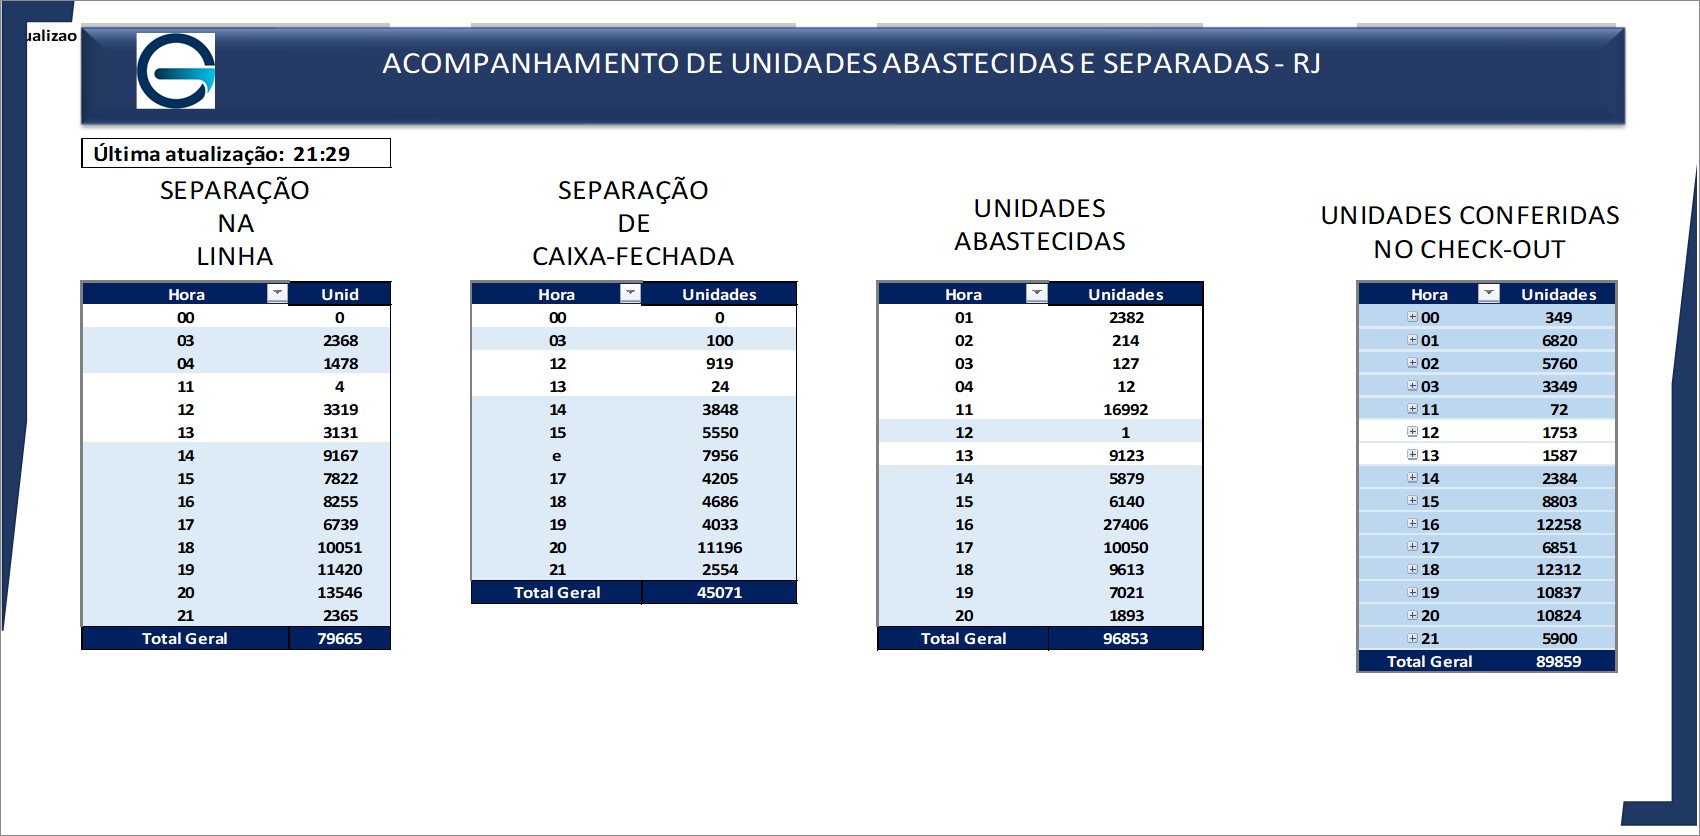 ualizao
ACOMPANHAMENTO DE UNIDADES ABASTECIDAS E SEPARADAS - RJ
Última atualização: 21:29
SEPARAÇÃO
NA
LINHA
Hora Unid
00 0
03 2368
04 1478
11 4
12 3319
13 3131
14 9167
15 7822
16 8255
17 6739
18 10051
19 11420
20 13546
21 2365
Total Geral 79665
SEPARAÇÃO
DE
CAIXA-FECHADA
Hora Unidades
00 0
03 100
12 919
13 24
14 3848
15 5550
e 7956
17 4205
18 4686
19 4033
20 11196
21 2554
Total Geral 45071
UNIDADES
ABASTECIDAS
Hora Unidades
01 2382
02 214
03 127
04 12
11 16992
12 1
13 9123
14 5879
15 6140
16 27406
17 10050
18 9613
19 7021
20 1893
Total Geral 96853
UNIDADES CONFERIDAS
NO CHECK-OUT
Hora Unidades
00 349
01 6820
02 5760
03 3349
11 72
12 1753
13 1587
14 2384
15 8803
16 12258
17 6851
18 12312
19 10837
20 10824
21 5900
Total Geral 89859